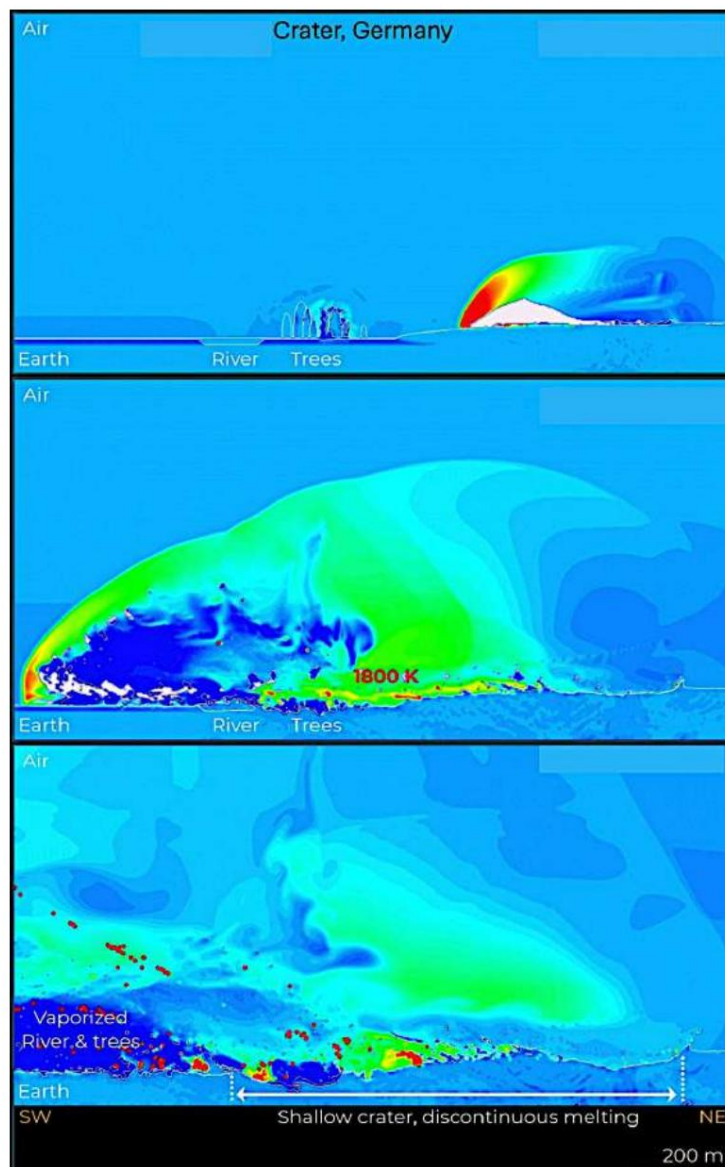 Air
Crater, Germany
Earth River Trees
Air
1800 K
Earth River Trees
Air
Vaporized
River & trees
Earth
Shallow crater, discontinuous melting
SW NE
200 m